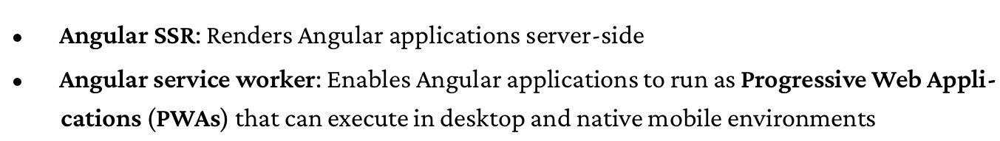 • Angular SSR: Renders Angular applications server-side
• Angular service worker: Enables Angular applications to run as Progressive Web Appli-
cations (PWAs) that can execute in desktop and native mobile environments